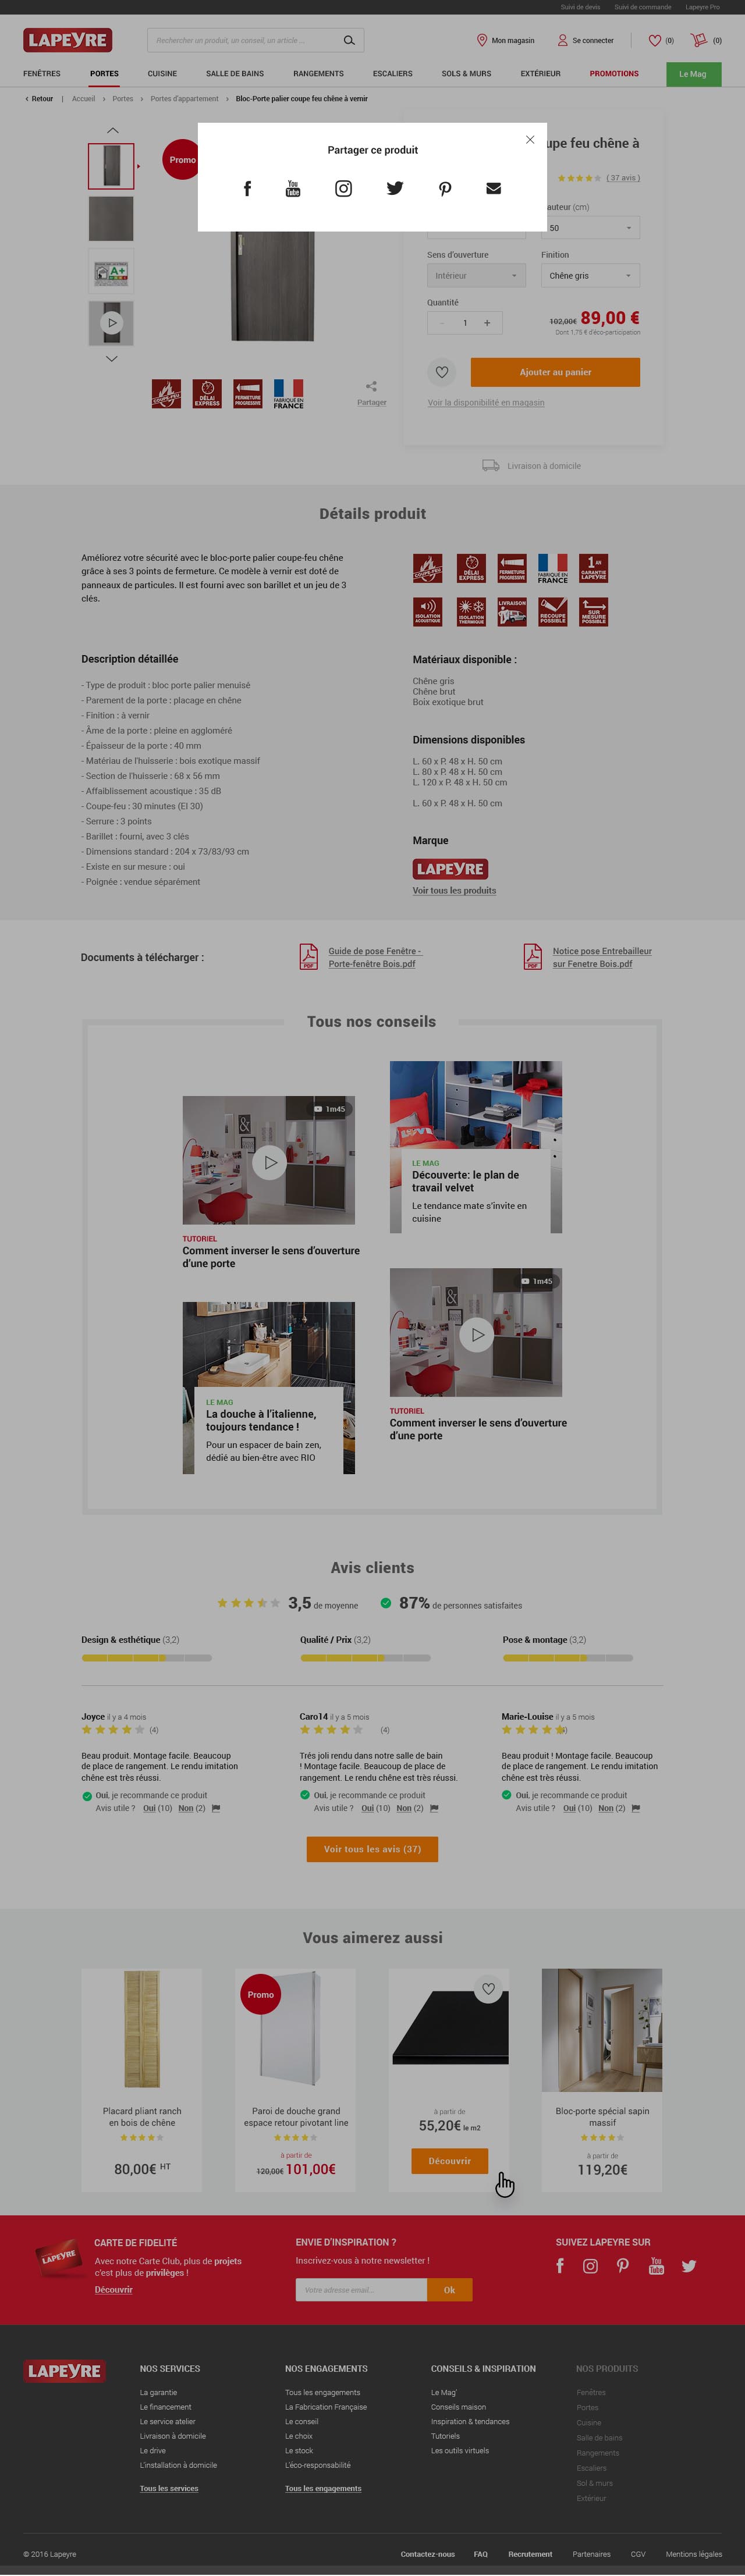 Suivi de devis Suivi de commande Lapeyre Pro
LAPEYRE
Rechercher un produit, un conseil, un article ...
Mon magasin Se connecter (0) (0)
FENÊTRES PORTES CUISINE SALLE DE BAINS RANGEMENTS ESCALIERS SOLS & MURS EXTÉRIEUR PROMOTIONS Le Mag
Retour | Accueil Portes Portes d'appartement Bloc-Porte palier coupe feu chêne à vernir
Partager ce produit
You
Tube
Promo
A+
upe feu chêne à
( 37 avis )
auteur (cm)
50
Sens d'ouverture Finition
Intérieur Chêne gris
Quantité
- 1 +
102,00€ 89,00 €
Dont 1,75 € d'éco-participation
Ajouter au panier
Voir la disponibilité en magasin
COUPE-FEU
DÉLAI
EXPRESS
FERMETURE
PROGRESSIVE
FABRIQUÉ EN
FRANCE
Partager
Livraison à domicile
Détails produit
Améliorez votre sécurité avec le bloc-porte palier coupe-feu chêne
grâce à ses 3 points de fermeture. Ce modèle à vernir est doté de
panneaux de particules. Il est fourni avec son barillet et un jeu de 3
clés.
COUPE-FEU
DÉLAI
EXPRESS
FERMETURE
PROGRESSIVE
FABRIQUÉ EN
FRANCE
1 AN
GARANTIE
LAPEYRE
ISOLATION
ACOUSTIQUE
ISOLATION
THERMIQUE
LIVRAISON
RECOUPE
POSSIBLE
SUR
MESURE
POSSIBLE
Description détaillée
- Type de produit : bloc porte palier menuisé
- Parement de la porte : placage en chêne
- Finition : à vernir
- Âme de la porte : pleine en aggloméré
- Épaisseur de la porte : 40 mm
- Matériau de l'huisserie : bois exotique massif
- Section de l'huisserie : 68 x 56 mm
- Affaiblissement acoustique : 35 dB
- Coupe-feu : 30 minutes (EI 30)
- Serrure : 3 points
- Barillet : fourni, avec 3 clés
- Dimensions standard : 204 x 73/83/93 cm
- Existe en sur mesure : oui
- Poignée : vendue séparément
Matériaux disponible :
Chêne gris
Chêne brut
Boix exotique brut
Dimensions disponibles
L. 60 x P. 48 x H. 50 cm
L. 80 x P. 48 x H. 50 cm
L. 120 x P. 48 x H. 50 cm
L. 60 x P. 48 x H. 50 cm
Marque
LAPEYRE
Voir tous les produits
Documents à télécharger :
PDF
Guide de pose Fenêtre -
Porte-fenêtre Bois.pdf
PDF
Notice pose Entrebailleur
sur Fenetre Bois.pdf
Tous nos conseils
1m45
TUTORIEL
Comment inverser le sens d'ouverture
d'une porte
LE MAG
Découverte: le plan de
travail velvet
Le tendance mate s'invite en
cuisine
LE MAG
La douche à l'italienne,
toujours tendance !
Pour un espacer de bain zen,
dédié au bien-être avec RIO
1m45
TUTORIEL
Comment inverser le sens d'ouverture
d'une porte
Avis clients
3,5 de moyenne 87% de personnes satisfaites
Design & esthétique (3,2) Qualité / Prix (3,2) Pose & montage (3,2)
Joyce il y a 4 mois
(4)
Beau produit. Montage facile. Beaucoup
de place de rangement. Le rendu imitation
chêne est très réussi.
Oui, je recommande ce produit
Avis utile ? Oui (10) Non (2)
Caro14 il y a 5 mois
(4)
Trés joli rendu dans notre salle de bain
! Montage facile. Beaucoup de place de
rangement. Le rendu chêne est très réussi.
Oui, je recommande ce produit
Avis utile ? Oui (10) Non (2)
Marie-Louise il y a 5 mois
Beau produit ! Montage facile. Beaucoup
de place de rangement. Le rendu imitation
chêne est très réussi.
Oui, je recommande ce produit
Avis utile ? Oui (10) Non (2)
Voir tous les avis (37)
Vous aimerez aussi
Placard pliant ranch
en bois de chêne
80,00€ HT
Promo
Paroi de douche grand
espace retour pivotant line
à partir de
120,00€ 101,00€
à partir de
55,20€ le m2
Découvrir
Bloc-porte spécial sapin
massif
à partir de
119,20€
LAPEYRE
CARTE DE FIDELITÉ
Avec notre Carte Club, plus de projets
c'est plus de privilèges !
Découvrir
ENVIE D'INSPIRATION ?
Inscrivez-vous à notre newsletter !
Votre adresse email... Ok
SUIVEZ LAPEYRE SUR
You
Tube
LAPEYRE
NOS SERVICES
La garantie
Le financement
Le service atelier
Livraison à domicile
Le drive
L'installation à domicile
Tous les services
NOS ENGAGEMENTS
Tous les engagements
La Fabrication Française
Le conseil
Le choix
Le stock
L'éco-responsabilité
Tous les engagements
CONSEILS & INSPIRATION
Le Mag'
Conseils maison
Inspiration & tendances
Tutoriels
Les outils virtuels
NOS PRODUITS
Fenêtres
Portes
Cuisine
Salle de bains
Rangements
Escaliers
Sol & murs
Extérieur
© 2016 Lapeyre Contactez-nous FAQ Recrutement Partenaires CGV Mentions légales